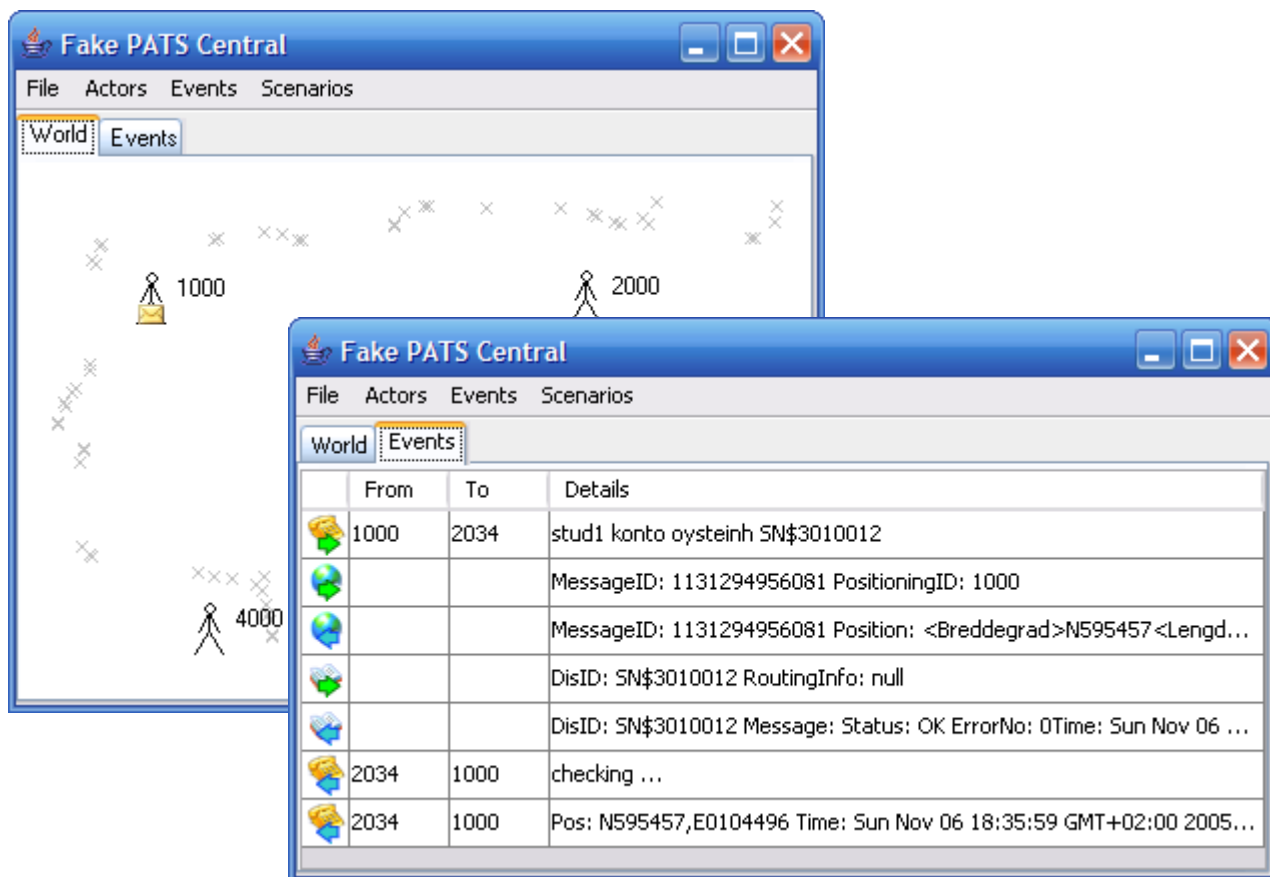 Fake PATS Central
File Actors Events Scenarios
World Events
1000
2000
4000
Fake PATS Central
File Actors Events Scenarios
World Events
From To Details
1000 2034 stud1 konto oysteinh SN$3010012
MessageID: 1131294956081 PositioningID: 1000
MessageID: 1131294956081 Position: <Breddegrad>N595457<Lengd...
DisID: SN$3010012 RoutingInfo: null
DisID: SN$3010012 Message: Status: OK ErrorNo: 0Time: Sun Nov 06 ...
2034 1000 checking ...
2034 1000 Pos: N595457,E0104496 Time: Sun Nov 06 18:35:59 GMT+02:00 2005...